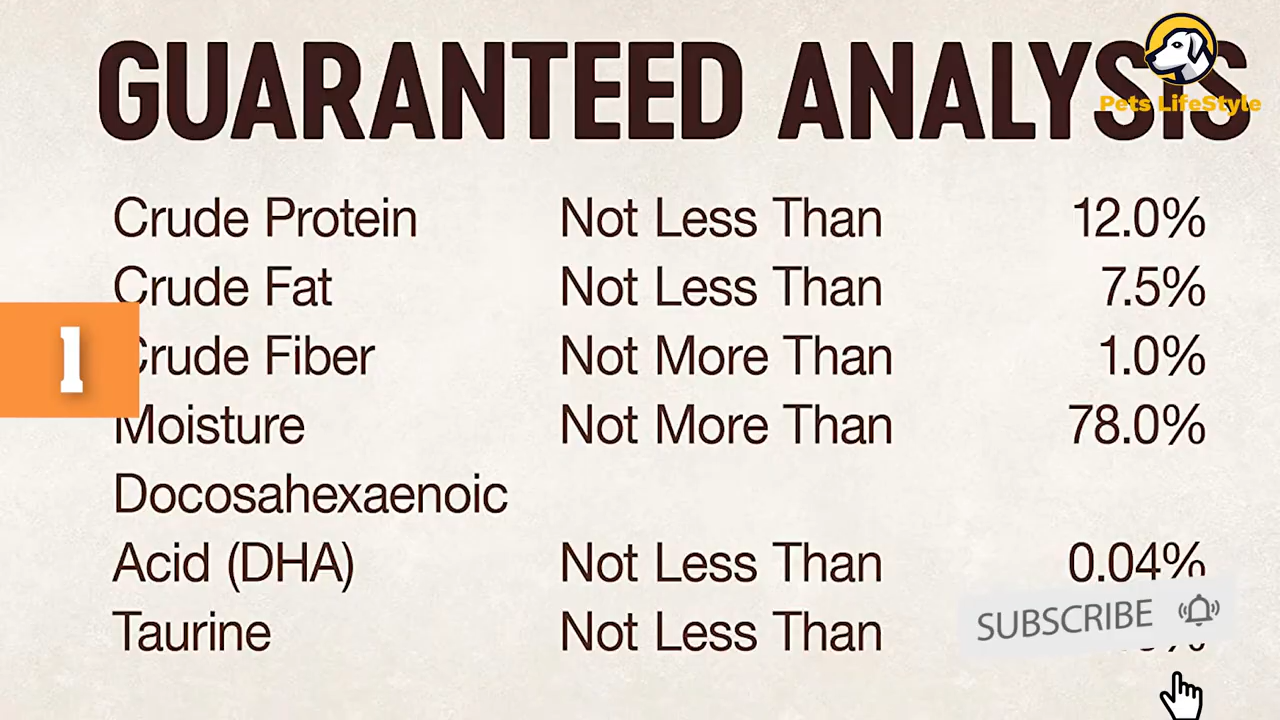 GUARANTEED ANALYSIS
Pets LifeStyle
Crude Protein Not Less Than 12.0%
Crude Fat Not Less Than 7.5%
1
Crude Fiber Not More Than 1.0%
Moisture Not More Than 78.0%
Docosahexaenoic
Acid (DHA) Not Less Than 0.04%
Taurine Not Less Than
SUBSCRIBE